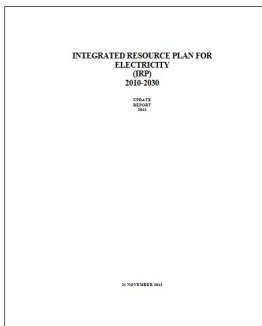 INTEGRATED RESOURCE PLAN FOR
ELECTRICITY
(IRP)
2010-2030
UPDATE
REPORT
2013
21 NOVEMBER 2013